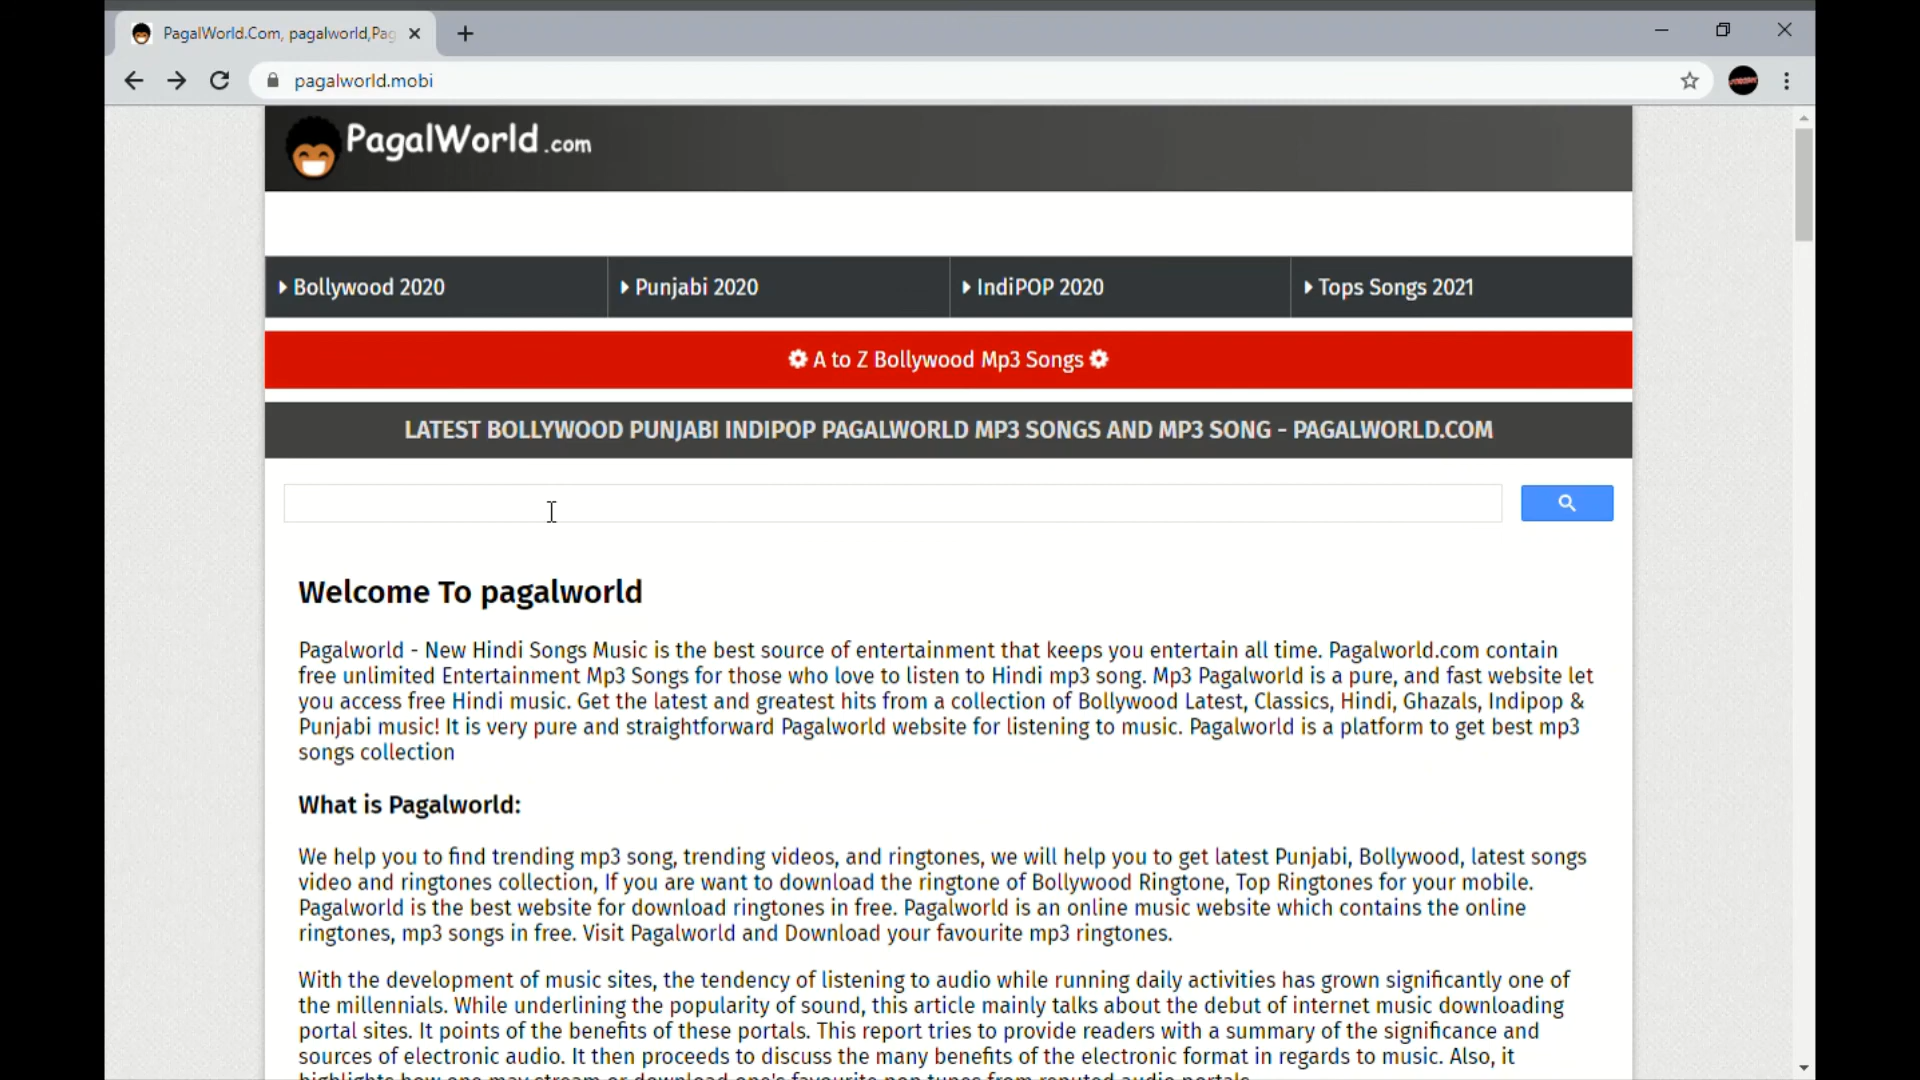 PagalWorld.Com, pagalworld,Pag
pagalworld.mobi
PagalWorld.com
Bollywood 2020
Punjabi 2020
IndiPOP 2020
Tops Songs 2021
A to Z Bollywood Mp3 Songs
LATEST BOLLYWOOD PUNJABI INDIPOP PAGALWORLD MP3 SONGS AND MP3 SONG - PAGALWORLD.COM
Welcome To pagalworld
Pagalworld - New Hindi Songs Music is the best source of entertainment that keeps you entertain all time. Pagalworld.com contain
free unlimited Entertainment Mp3 Songs for those who love to listen to Hindi mp3 song. Mp3 Pagalworld is a pure, and fast website let
you access free Hindi music. Get the latest and greatest hits from a collection of Bollywood Latest, Classics, Hindi, Ghazals, Indipop &
Punjabi music! It is very pure and straightforward Pagalworld website for listening to music. Pagalworld is a platform to get best mp3
songs collection
What is Pagalworld:
We help you to find trending mp3 song, trending videos, and ringtones, we will help you to get latest Punjabi, Bollywood, latest songs
video and ringtones collection, If you are want to download the ringtone of Bollywood Ringtone, Top Ringtones for your mobile.
Pagalworld is the best website for download ringtones in free. Pagalworld is an online music website which contains the online
ringtones, mp3 songs in free. Visit Pagalworld and Download your favourite mp3 ringtones.
With the development of music sites, the tendency of listening to audio while running daily activities has grown significantly one of
the millennials. While underlining the popularity of sound, this article mainly talks about the debut of internet music downloading
portal sites. It points of the benefits of these portals. This report tries to provide readers with a summary of the significance and
sources of electronic audio. It then proceeds to discuss the many benefits of the electronic format in regards to music. Also, it
highlights how one may stream or download one's favourite pop tunes from reputed audio portals.